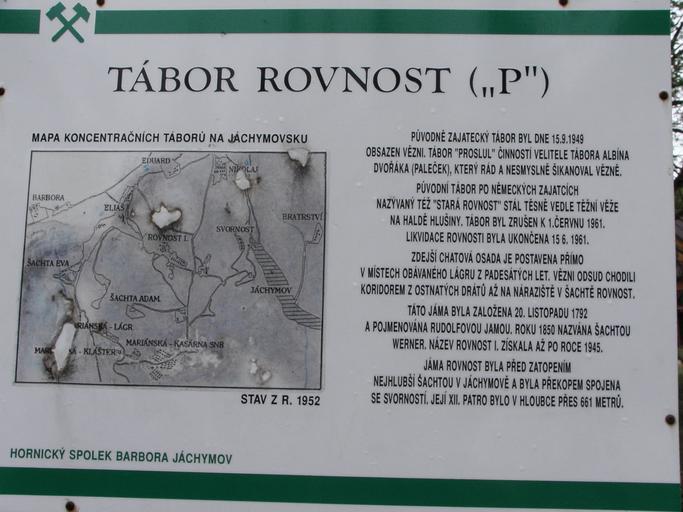 TÁBOR ROVNOST („P")
MAPA KONCENTRAČNÍCH TÁBORŮ NA JÁCHYMOVSKU
EDUARD
NIKOLAJ
BARBORA
ELIÁŠ
BRATRSTVÍ
ROVNOST I.
SVORNOST
ŠACHTA EVA
ŠACHTA ADAM.
JÁCHYMOV
MARIÁNSKÁ - KASÁRNA SNB
- KLÁŠTER
STAV Z R. 1952
PŮVODNĚ ZAJATECKÝ TÁBOR BYL DNE 15.9.1949
OBSAZEN VĚZNI. TÁBOR "PROSLUL" ČINNOSTÍ VELITELE TÁBORA ALBÍNA
DVOŘÁKA (PALEČEK), KTERÝ RÁD A NESMYSLNĚ ŠIKANOVAL VĚZNĚ.
PŮVODNÍ TÁBOR PO NĚMECKÝCH ZAJATCÍCH
NAZÝVANÝ TÉŽ "STARÁ ROVNOST" STÁL TĚSNĚ VEDLE TĚŽNÍ VĚŽE
NA HALDĚ HLUŠINY. TÁBOR BYL ZRUŠEN K 1.ČERVNU 1961.
LIKVIDACE ROVNOSTI BYLA UKONČENA 15 6. 1961.
ZDEJŠÍ CHATOVÁ OSADA JE POSTAVENA PŘÍMO
V MÍSTECH OBÁVANÉHO LÁGRU Z PADESÁTÝCH LET. VĚZNI ODSUD CHODILI
KORIDOREM Z OSTNATÝCH DRÁTŮ AŽ NA NÁRAZIŠTĚ V ŠACHTĚ ROVNOST.
TÁTO JÁMA BYLA ZALOŽENA 20. LISTOPADU 1792
A POJMENOVÁNA RUDOLFOVOU JAMOU. ROKU 1850 NAZVÁNA ŠACHTOU
WERNER. NÁZEV ROVNOST I. ZÍSKALA AŽ PO ROCE 1945.
JÁMA ROVNOST BYLA PŘED ZATOPENÍM
NEJHLUBŠÍ ŠACHTOU V JÁCHYMOVĚ A BYLA PŘEKOPEM SPOJENA
SE SVORNOSTÍ. JEJÍ XII. PATRO BYLO V HLOUBCE PŘES 661 METRŮ.
HORNICKÝ SPOLEK BARBORA JÁCHYMOV